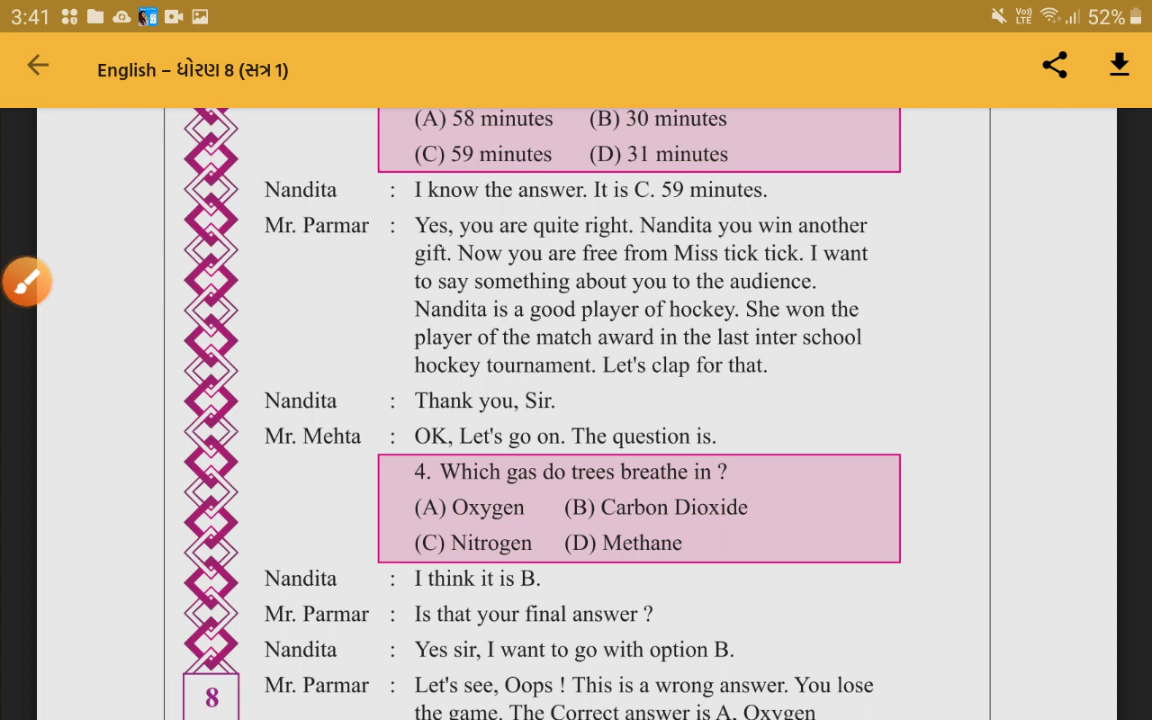 3:41
Vo))
LTE
52%
English – ધોરણ 8 (સત્ર 1)
(A) 58 minutes (B) 30 minutes
(C) 59 minutes (D) 31 minutes
Nandita : I know the answer. It is C. 59 minutes.
Mr. Parmar : Yes, you are quite right. Nandita you win another
gift. Now you are free from Miss tick tick. I want
to say something about you to the audience.
Nandita is a good player of hockey. She won the
player of the match award in the last inter school
hockey tournament. Let's clap for that.
Nandita : Thank you, Sir.
Mr. Mehta : OK, Let's go on. The question is.
4. Which gas do trees breathe in ?
(A) Oxygen (B) Carbon Dioxide
(C) Nitrogen (D) Methane
Nandita : I think it is B.
Mr. Parmar : Is that your final answer ?
Nandita : Yes sir, I want to go with option B.
Mr. Parmar : Let's see, Oops ! This is a wrong answer. You lose
the game. The Correct answer is A, Oxygen
8